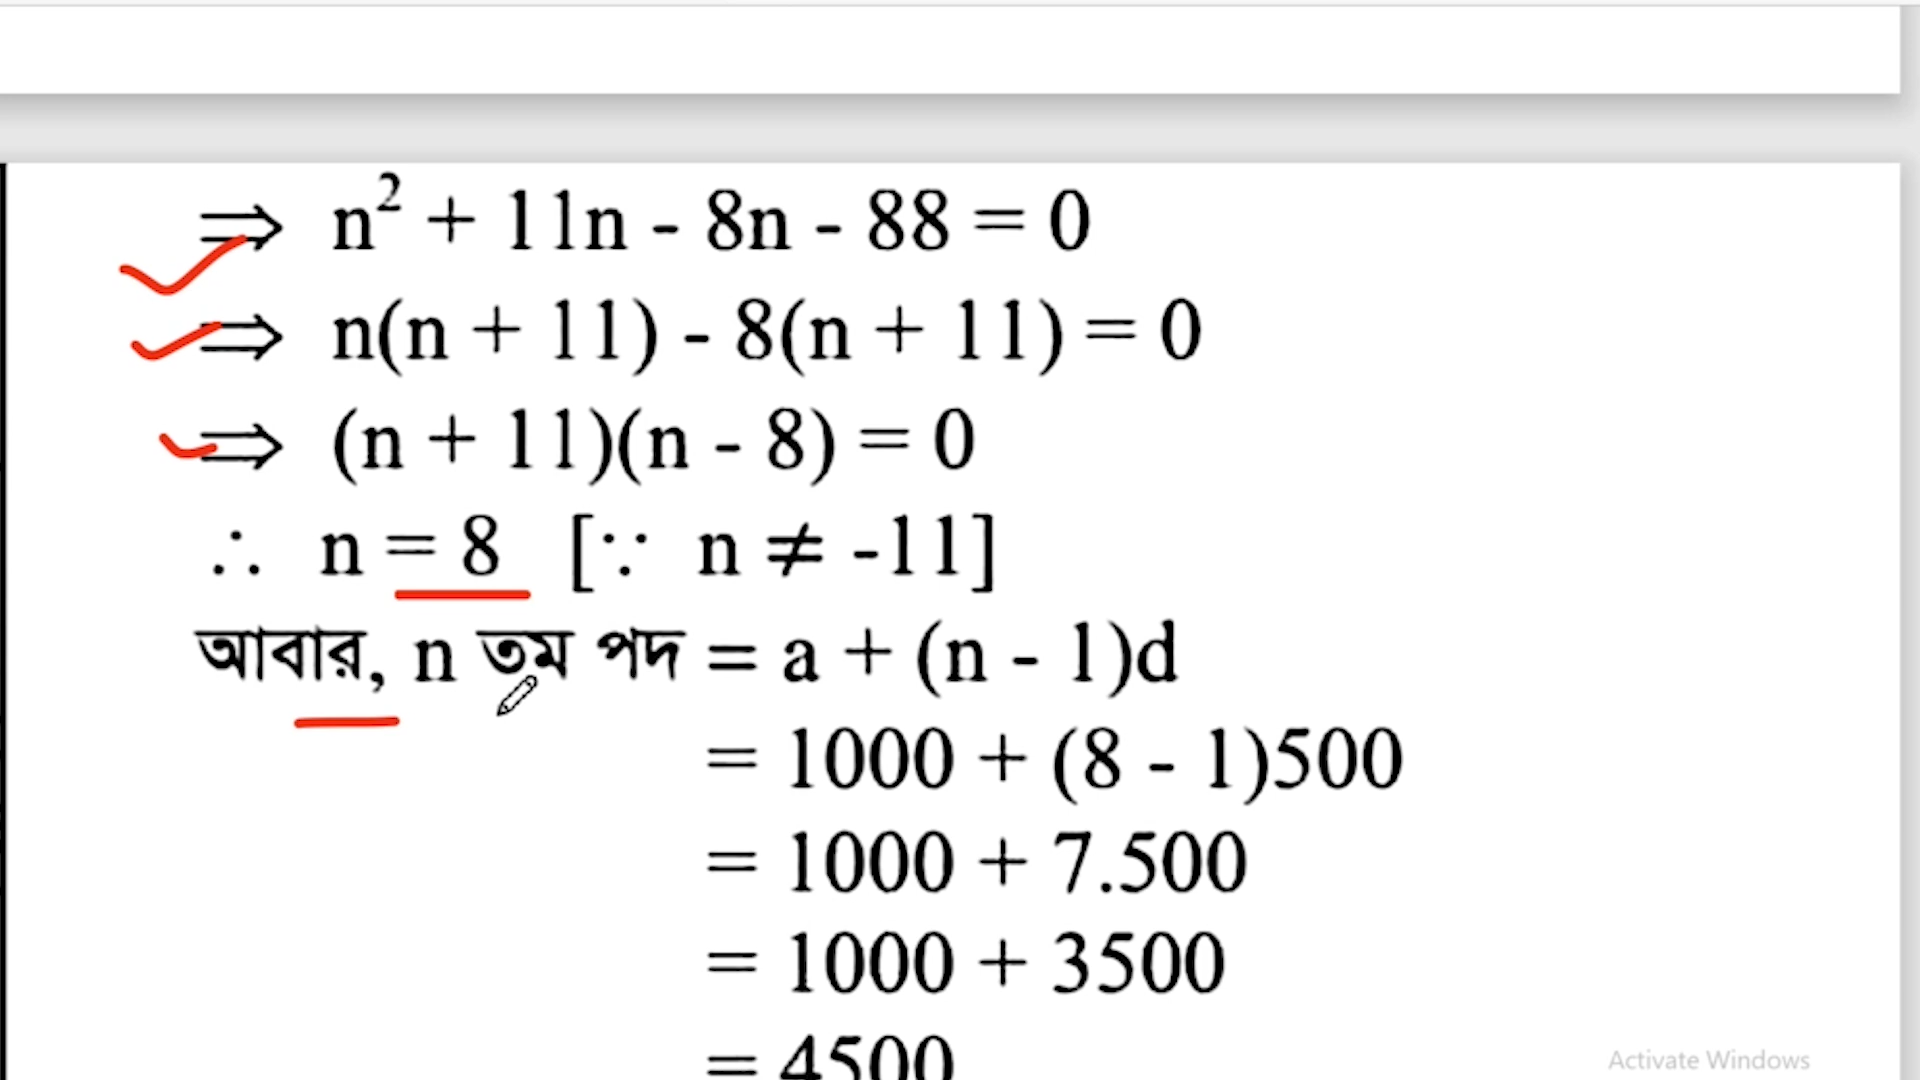 ⇒ n² + 11n - 8n - 88 = 0
⇒ n(n + 11) - 8(n + 11) = 0
⇒ (n + 11)(n - 8) = 0
∴ n = 8 [∵ n ≠ -11]
আবার, n তম পদ = a + (n - 1)d
= 1000 + (8 - 1)500
= 1000 + 7.500
= 1000 + 3500
= 4500
Activate Windows